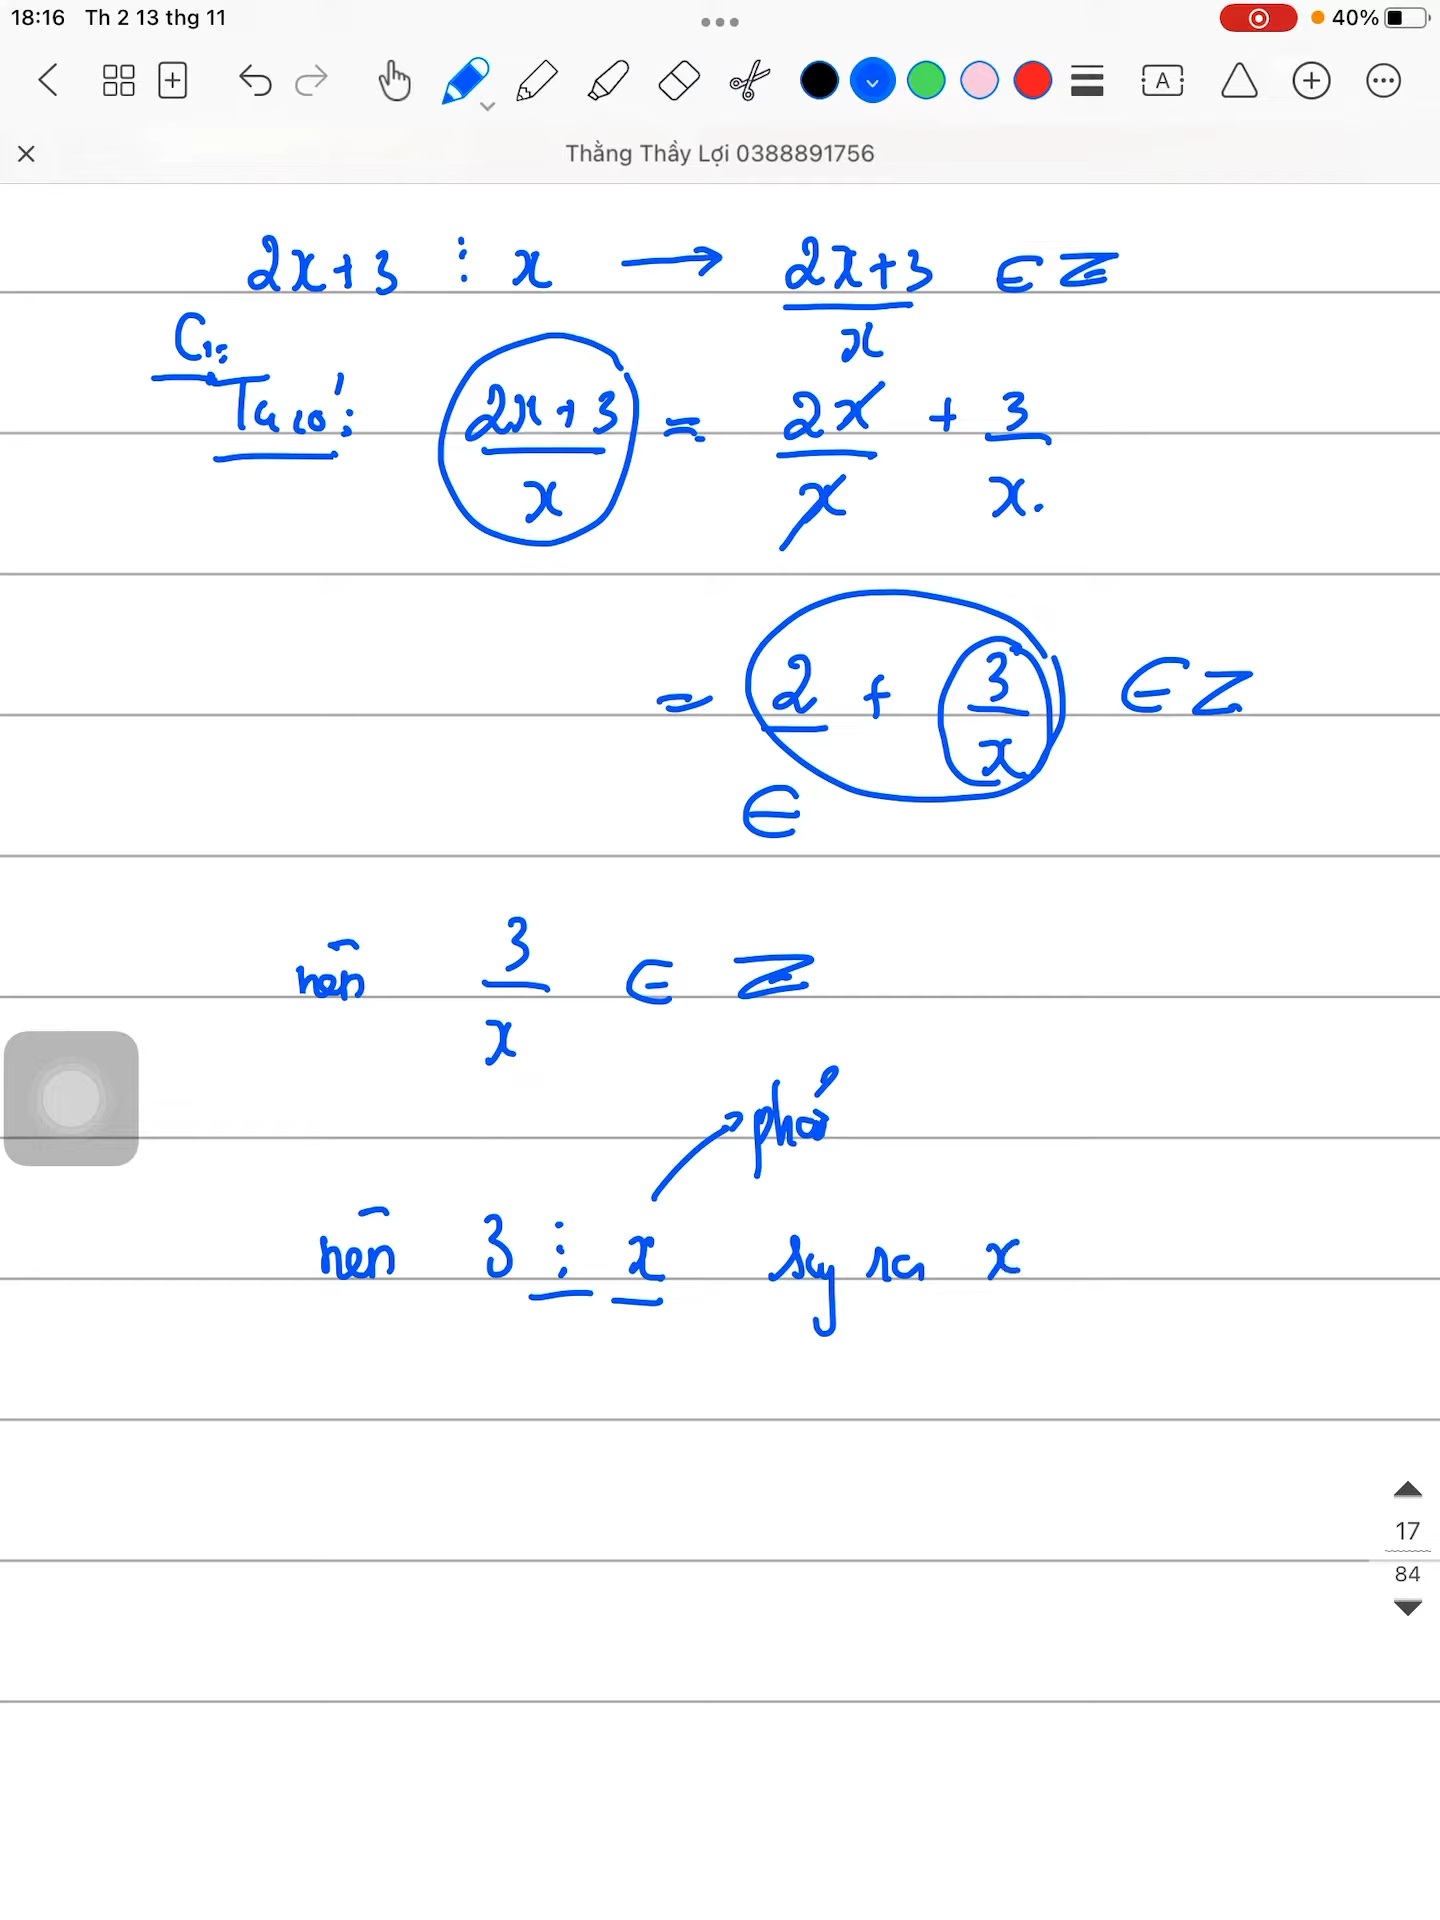 18:16 Th 2 13 thg 11 40%
A
Thằng Thầy Lợi 0388891756
2x+3 ⋮ x → 2x+3/x ∈ Z
C1:
Ta có: 2x+3/x = 2x/x + 3/x.
= 2 + 3/x ∈ Z
∈
nên 3/x ∈ Z
phải
nên 3 ⋮ x suy ra x
17
84